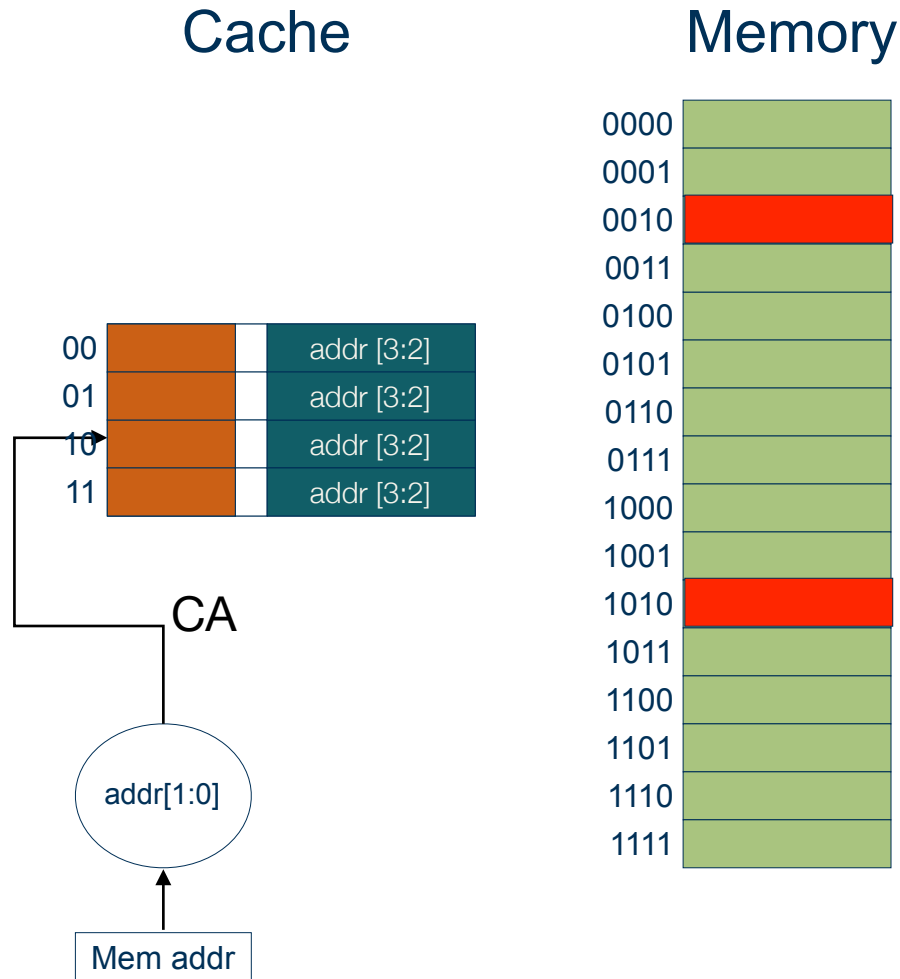 Cache
Memory
0000
0001
0010
0011
0100
0101
0110
0111
1000
1001
1010
1011
1100
1101
1110
1111
00 addr [3:2]
01 addr [3:2]
10 addr [3:2]
11 addr [3:2]
CA
addr[1:0]
Mem addr